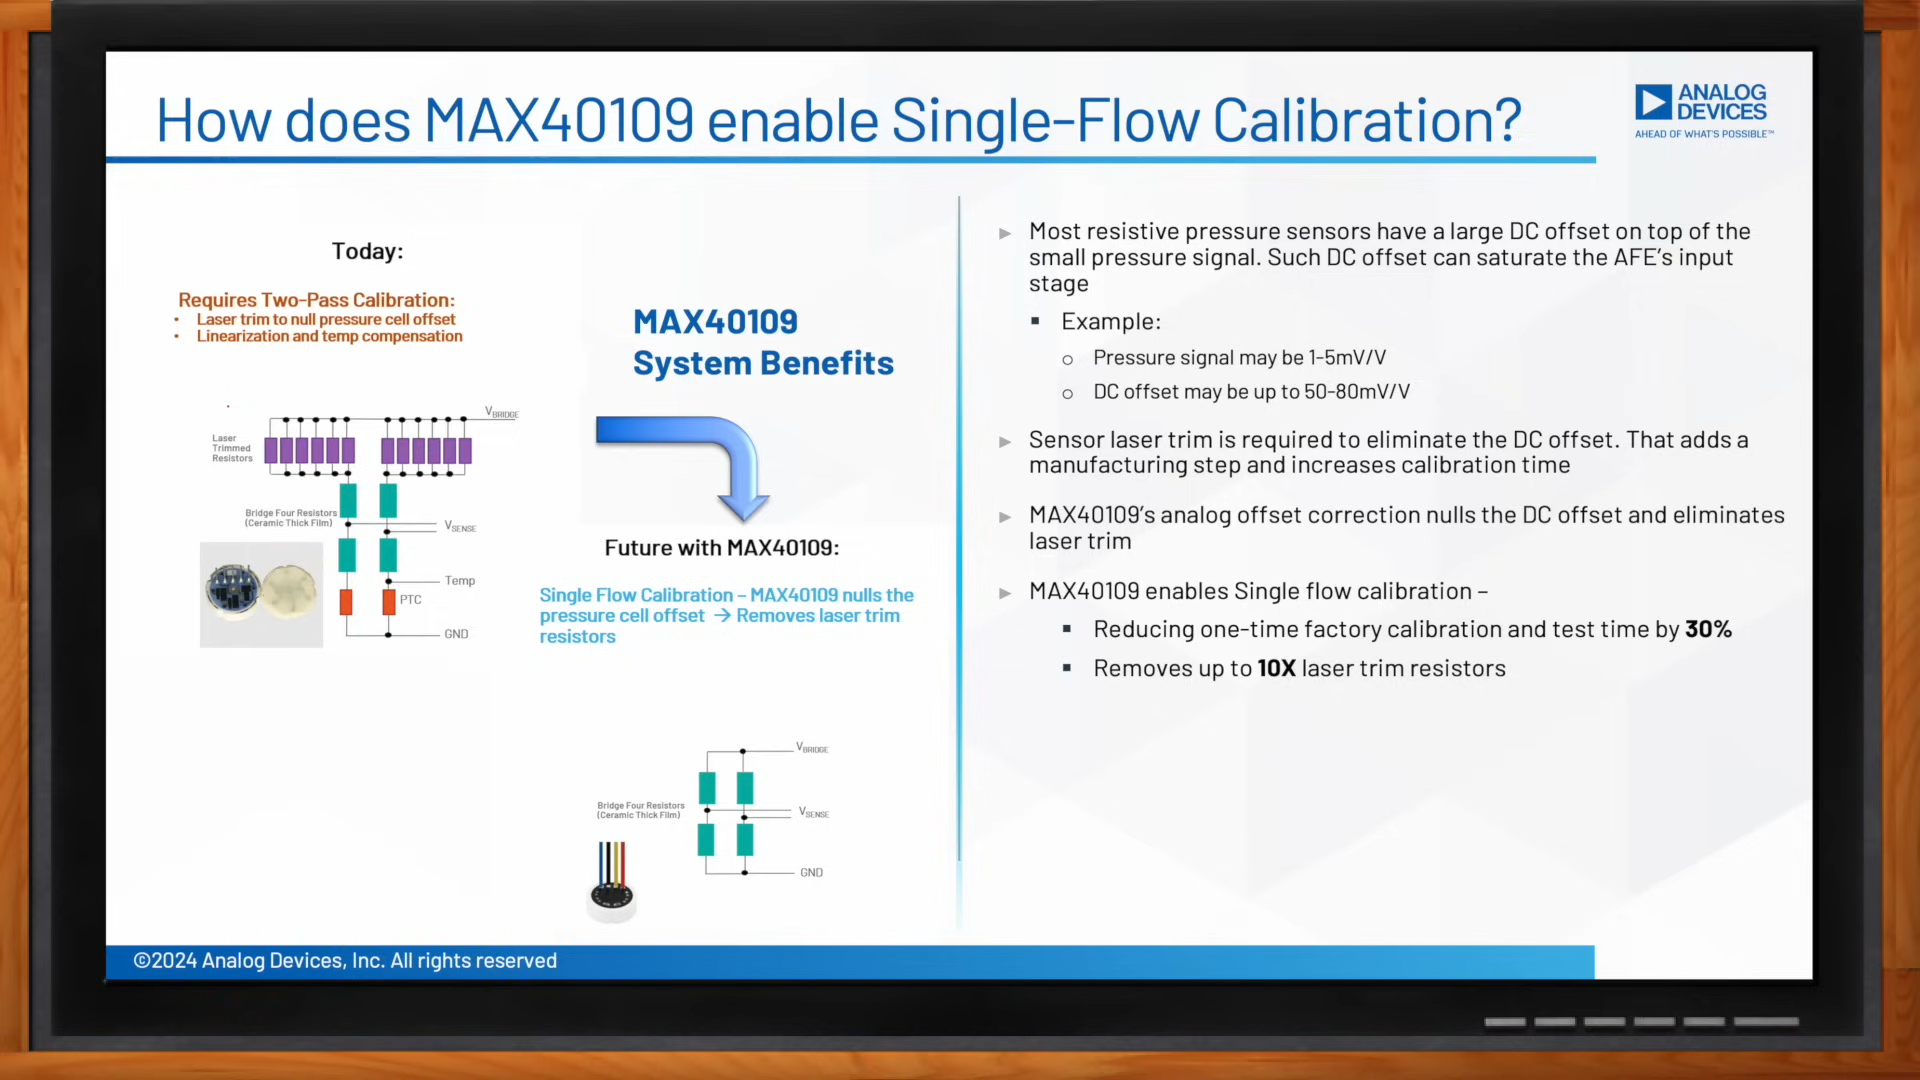 How does MAX40109 enable Single-Flow Calibration?
ANALOG
DEVICES
AHEAD OF WHAT'S POSSIBLE™
Today:
Requires Two-Pass Calibration:
• Laser trim to null pressure cell offset
• Linearization and temp compensation
MAX40109
System Benefits
VBRIDGE
Laser
Trimmed
Resistors
Bridge Four Resistors
(Ceramic Thick Film)
VSENSE
Temp
PTC
GND
Future with MAX40109:
Single Flow Calibration – MAX40109 nulls the
pressure cell offset → Removes laser trim
resistors
VBRIDGE
Bridge Four Resistors
(Ceramic Thick Film)
VSENSE
GND
Most resistive pressure sensors have a large DC offset on top of the
small pressure signal. Such DC offset can saturate the AFE's input
stage
▪ Example:
o Pressure signal may be 1-5mV/V
o DC offset may be up to 50-80mV/V
Sensor laser trim is required to eliminate the DC offset. That adds a
manufacturing step and increases calibration time
MAX40109's analog offset correction nulls the DC offset and eliminates
laser trim
MAX40109 enables Single flow calibration –
▪ Reducing one-time factory calibration and test time by 30%
▪ Removes up to 10X laser trim resistors
©2024 Analog Devices, Inc. All rights reserved